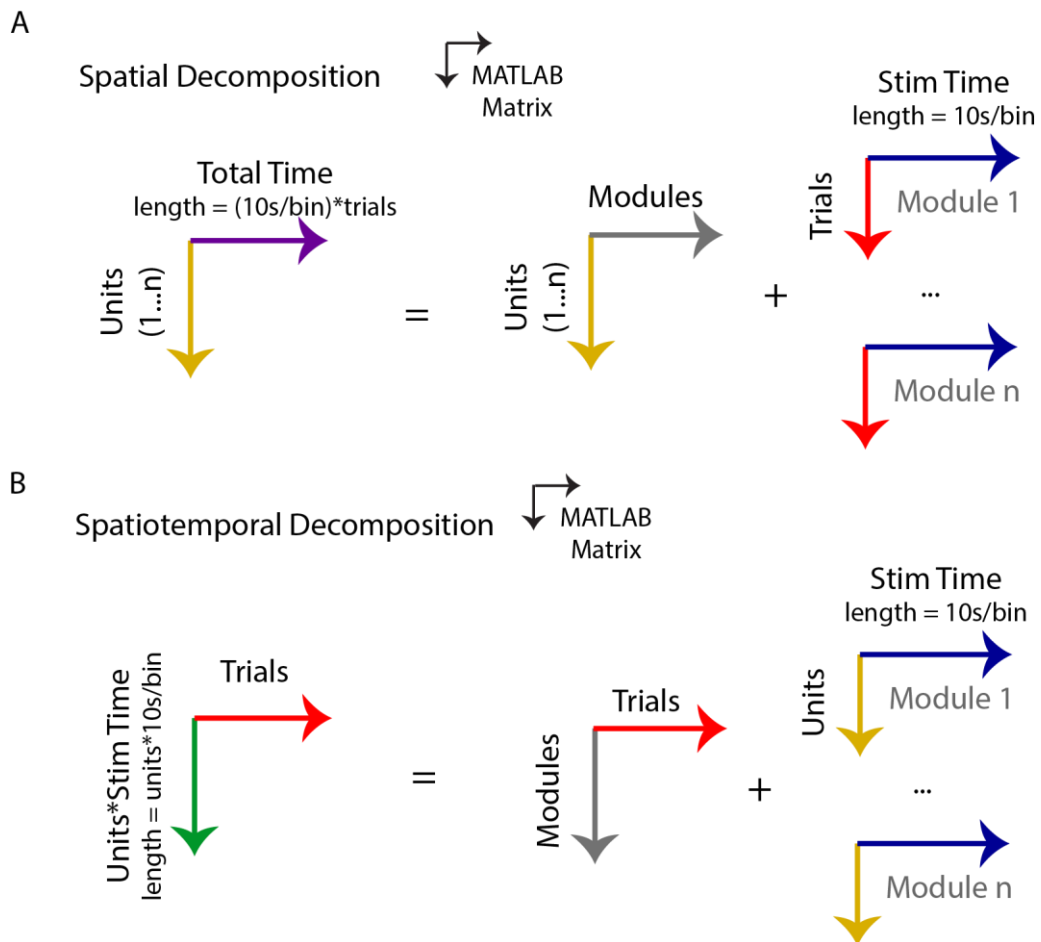 A
Spatial Decomposition
MATLAB
Matrix
Stim Time
length = 10s/bin
Total Time
length = (10s/bin)*trials
Units
(1...n)
=
Modules
Units
(1...n)
+
Trials
Module 1
...
Module n
B
Spatiotemporal Decomposition
MATLAB
Matrix
Stim Time
length = 10s/bin
Trials
Units*Stim Time
length = units*10s/bin
=
Trials
Modules
+
Units
Module 1
...
Module n